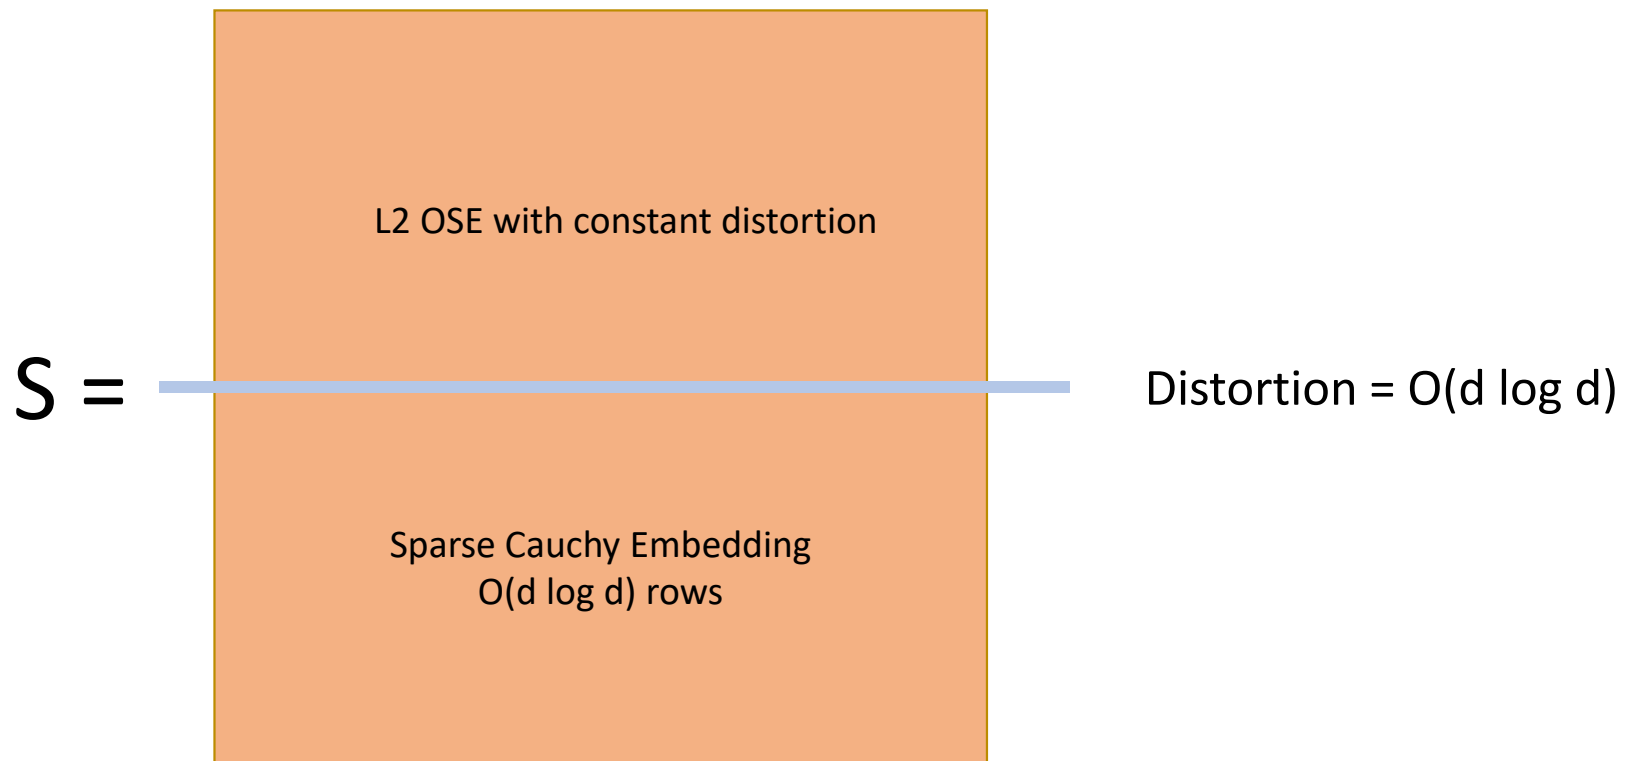 L2 OSE with constant distortion
S =
Distortion = O(d log d)
Sparse Cauchy Embedding
O(d log d) rows